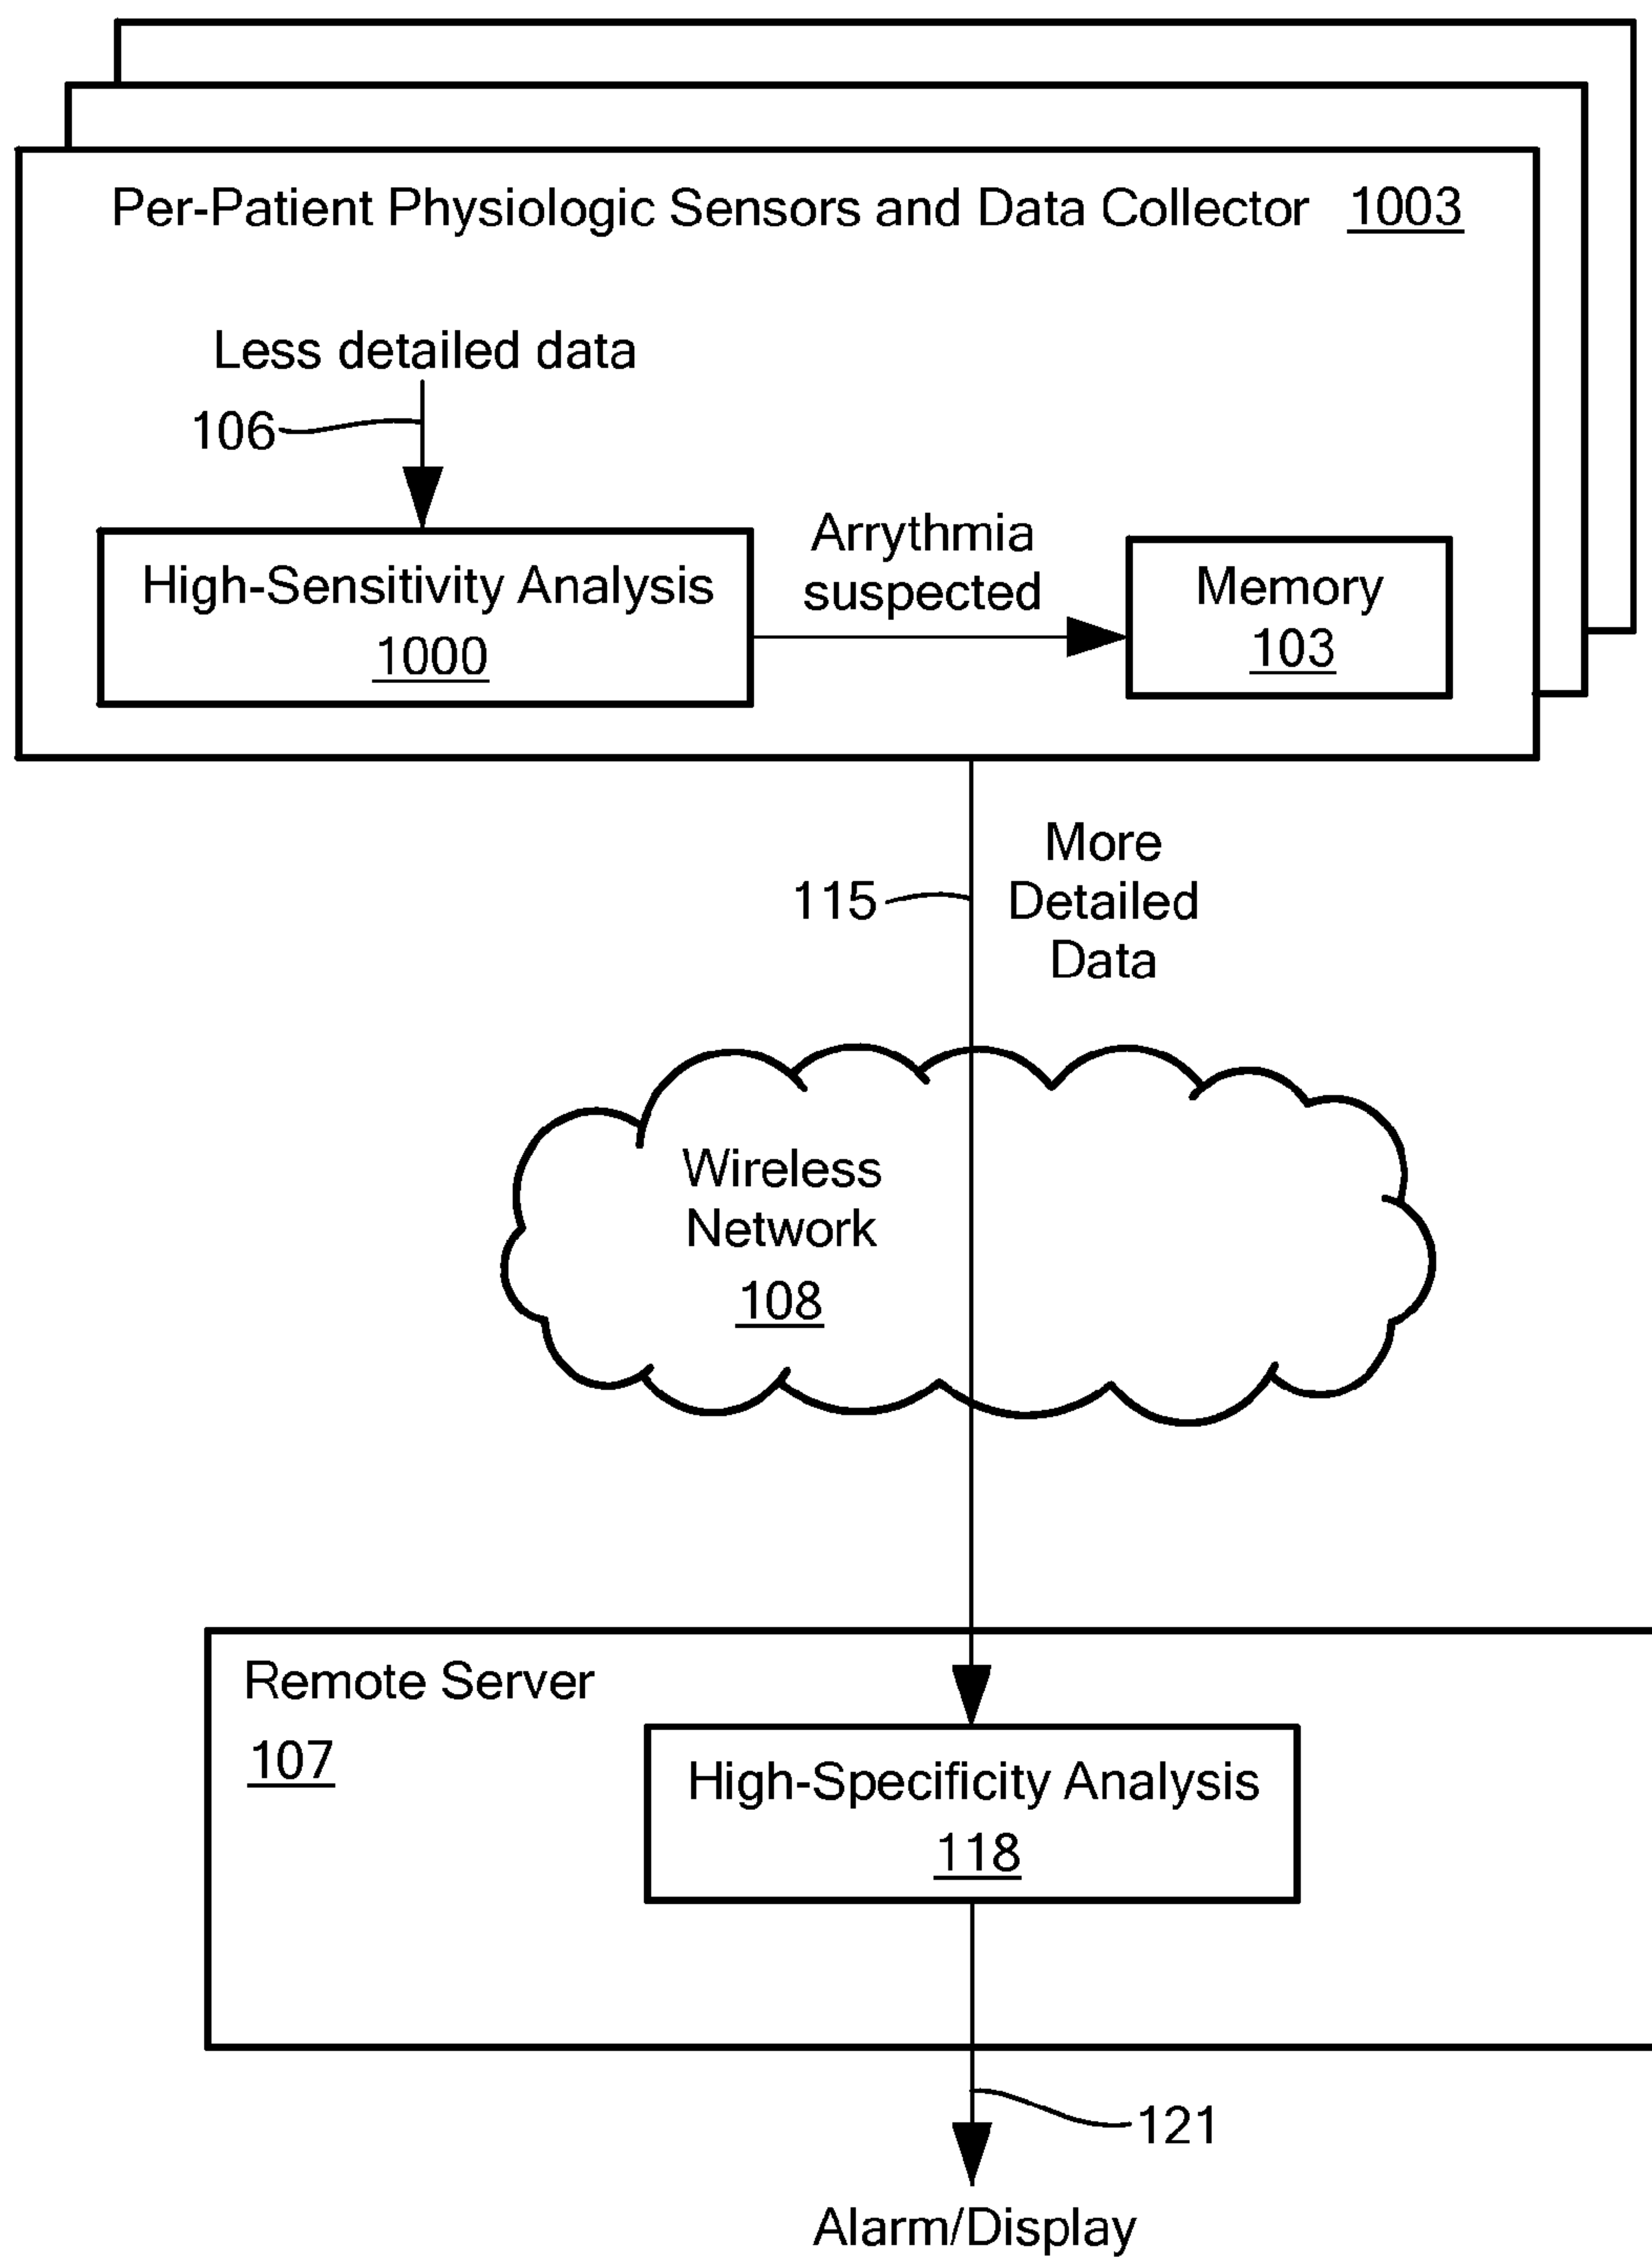 Per-Patient Physiologic Sensors and Data Collector 1003
Less detailed data
106
High-Sensitivity Analysis
1000
Arrythmia
suspected
Memory
103
More
Detailed
Data
115
Wireless
Network
108
Remote Server
107
High-Specificity Analysis
118
121
Alarm/Display